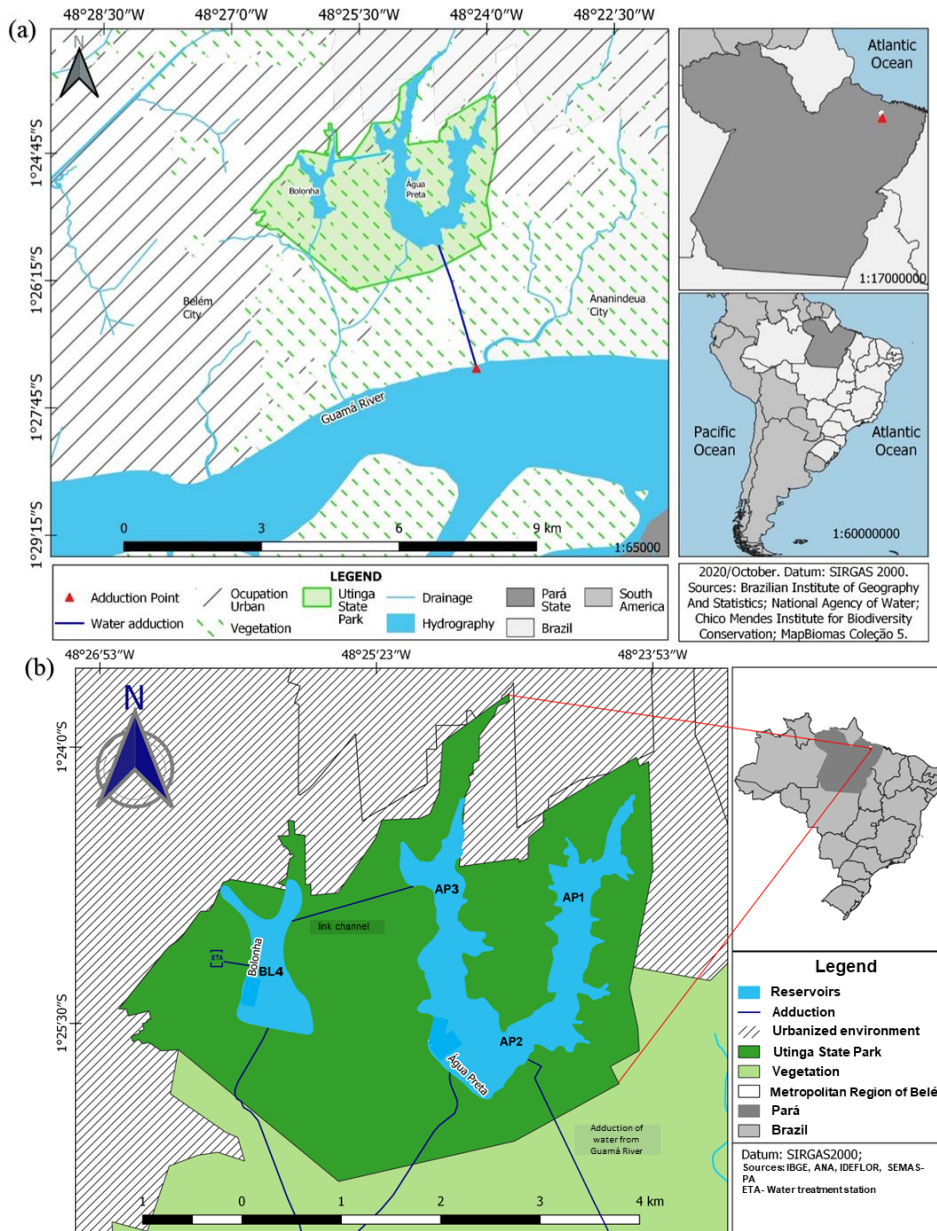 (a)
48°28'30"W 48°27'0"W 48°25'30"W 48°24'0"W 48°22'30"W
N
1°24'45"S
1°26'15"S
1°27'45"S
1°29'15"S
Bolonha
Água
Preta
Belém
City
Ananindeua
City
Guamá River
0 3 6 9 km
1:65000
Atlantic
Ocean
1:17000000
Pacific
Ocean
Atlantic
Ocean
1:60000000
LEGEND
Adduction Point
Water adduction
Ocupation
Urban
Vegetation
Utinga
State
Park
Drainage
Hydrography
Pará
State
South
America
Brazil
2020/October. Datum: SIRGAS 2000.
Sources: Brazilian Institute of Geography
And Statistics; National Agency of Water;
Chico Mendes Institute for Biodiversity
Conservation; MapBiomas Coleção 5.
(b)
48°26'53"W 48°25'23"W 48°23'53"W
N
1°24'0"S
1°25'30"S
AP3
AP1
link channel
ETA
Bolonha
BL4
AP2
Água Preta
Adduction of
water from
Guamá River
1 0 1 2 3 4 km
Legend
Reservoirs
Adduction
Urbanized environment
Utinga State Park
Vegetation
Metropolitan Region of Belé
Pará
Brazil
Datum: SIRGAS2000;
Sources: IBGE, ANA, IDEFLOR, SEMAS-
PA
ETA- Water treatment station